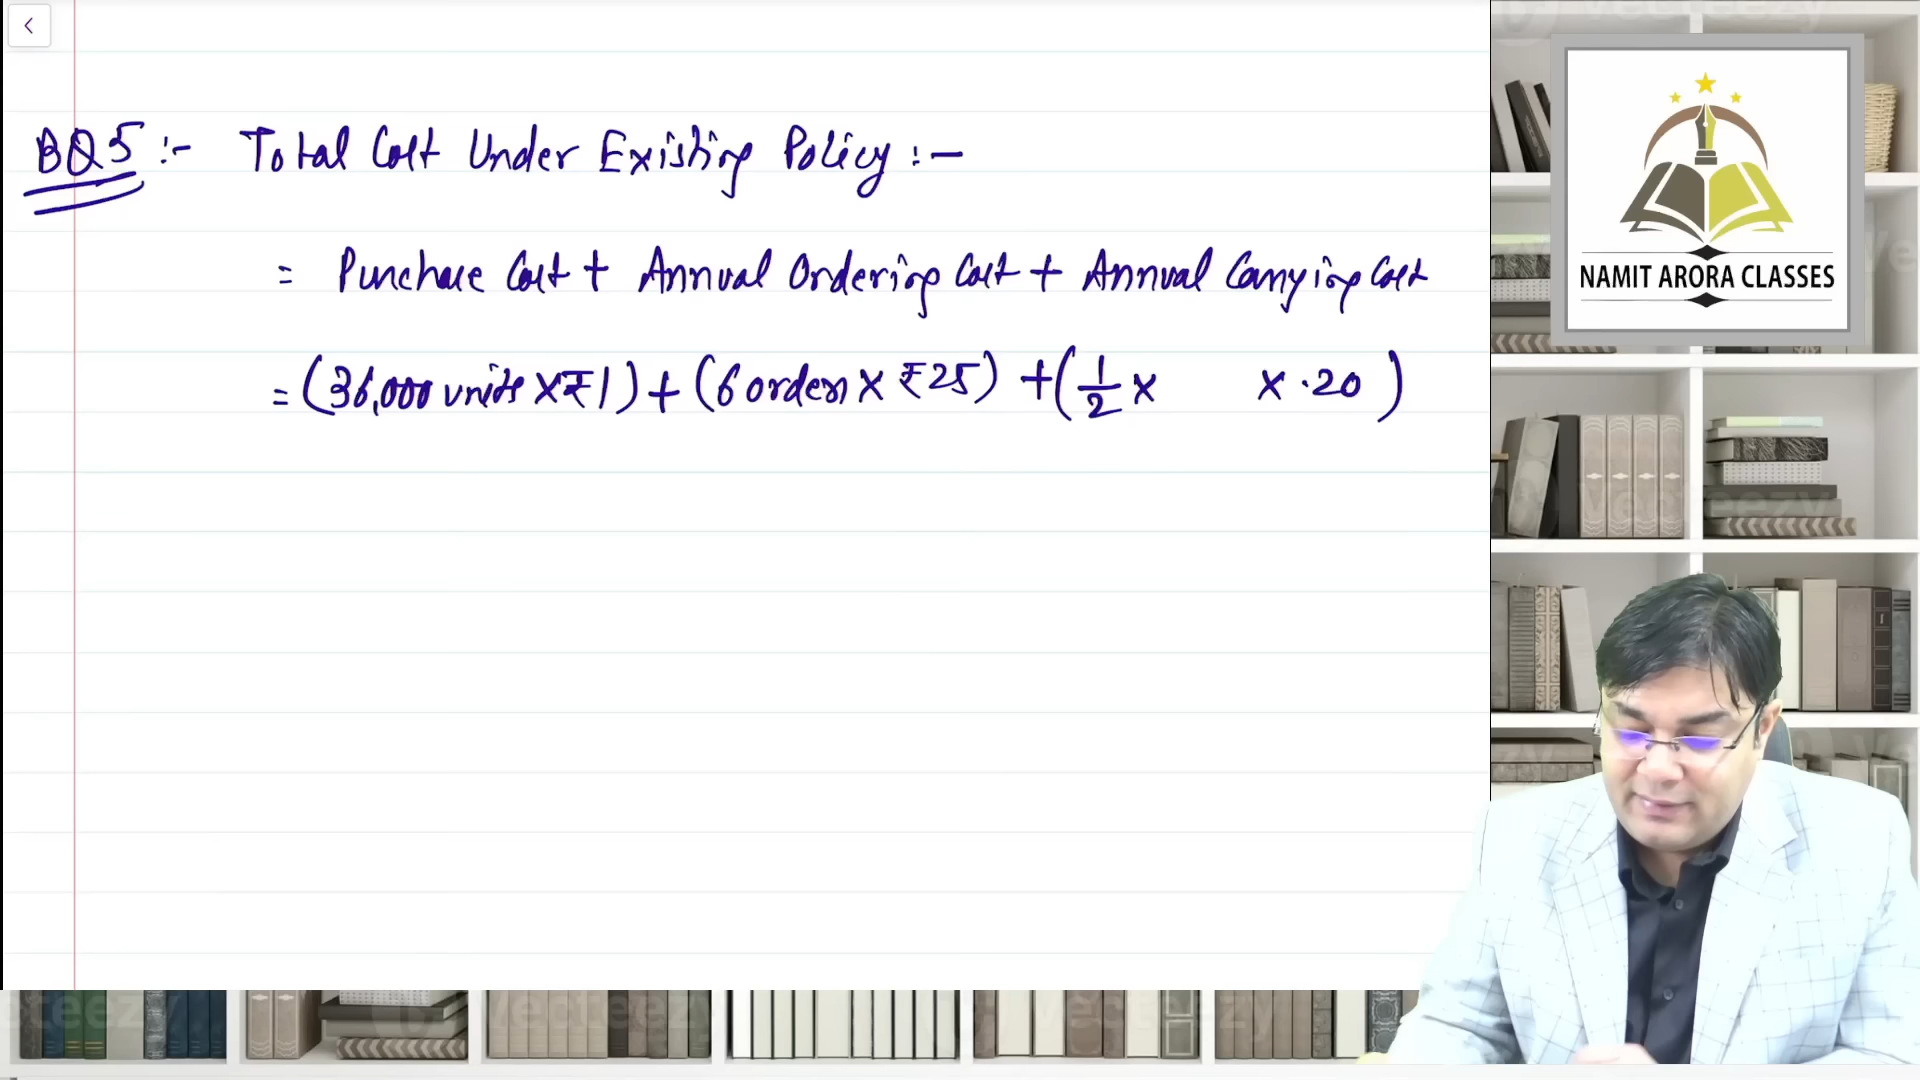 BQ5 :- Total Cost Under Existing Policy :-
= Purchase Cost + Annual Ordering Cost + Annual Carrying Cost
= (36,000 units x ₹1) + (6 orders x ₹25) + (1/2 x x .20 )
NAMIT ARORA CLASSES